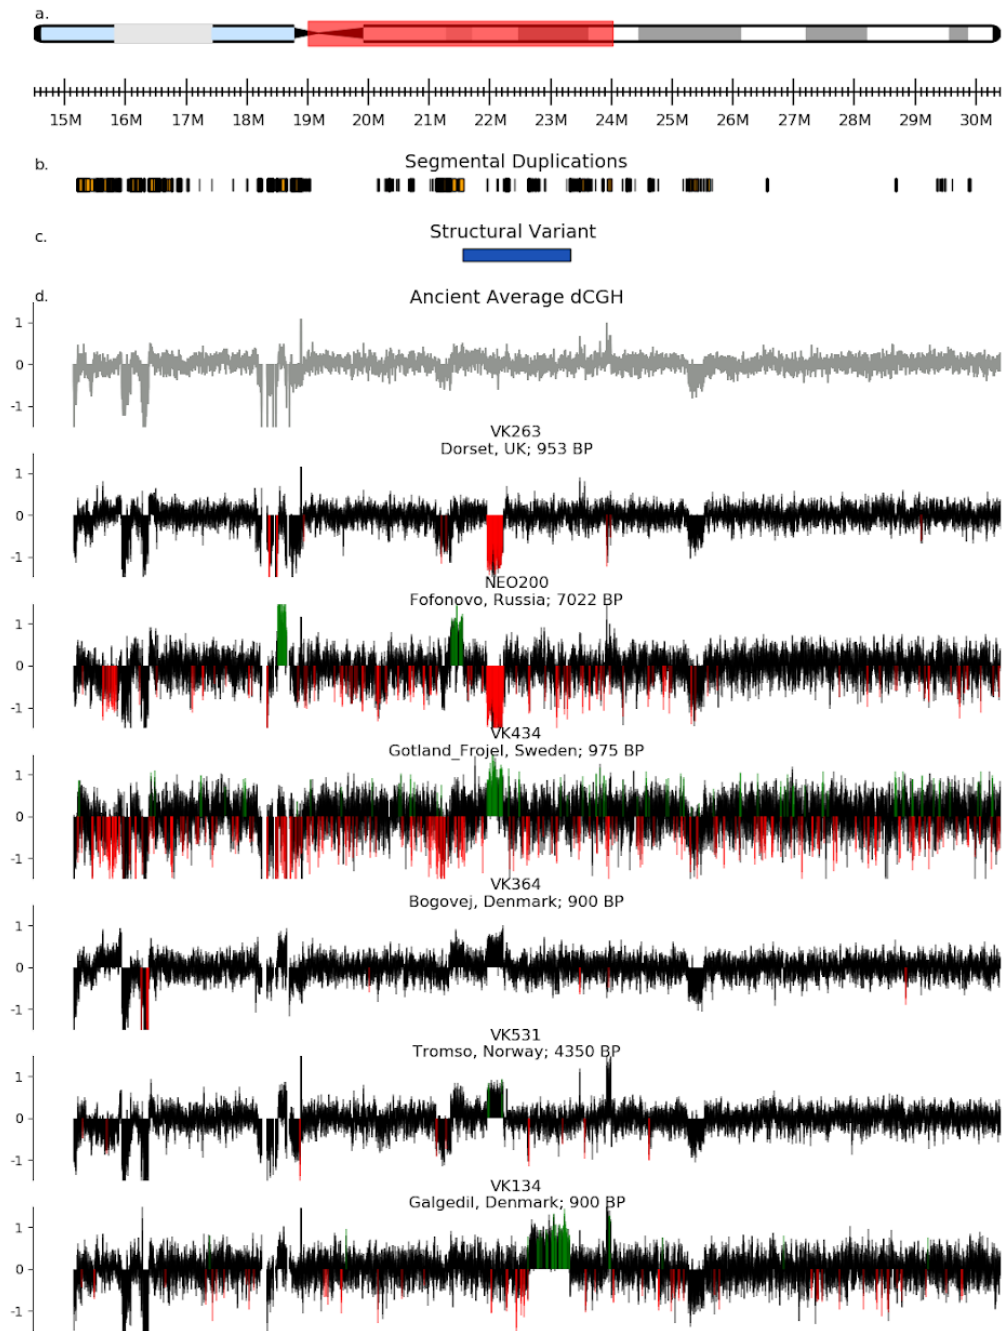 a.
15M 16M 17M 18M 19M 20M 21M 22M 23M 24M 25M 26M 27M 28M 29M 30M
b.
Segmental Duplications
c.
Structural Variant
d.
Ancient Average dCGH
1
0
-1
VK263
Dorset, UK; 953 BP
1
0
-1
NEO200
Fofonovo, Russia; 7022 BP
1
0
-1
VK434
Gotland_Frojel, Sweden; 975 BP
1
0
-1
VK364
Bogovej, Denmark; 900 BP
1
0
-1
VK531
Tromso, Norway; 4350 BP
1
0
-1
VK134
Galgedil, Denmark; 900 BP
1
0
-1